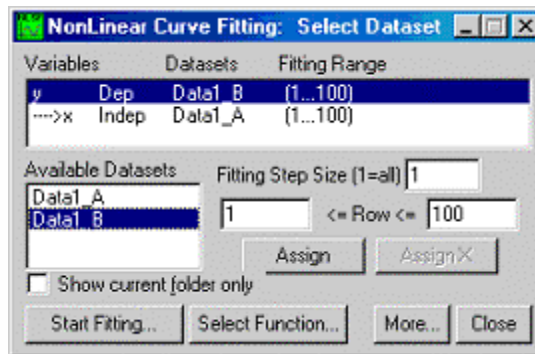 NonLinear Curve Fitting: Select Dataset
Variables Datasets Fitting Range
y Dep Data1_B (1...100)
---->x Indep Data1_A (1...100)
Available Datasets Fitting Step Size (1=all) 1
Data1_A
Data1_B
1 <= Row <= 100
Assign AssignX
Show current folder only
Start Fitting... Select Function... More... Close